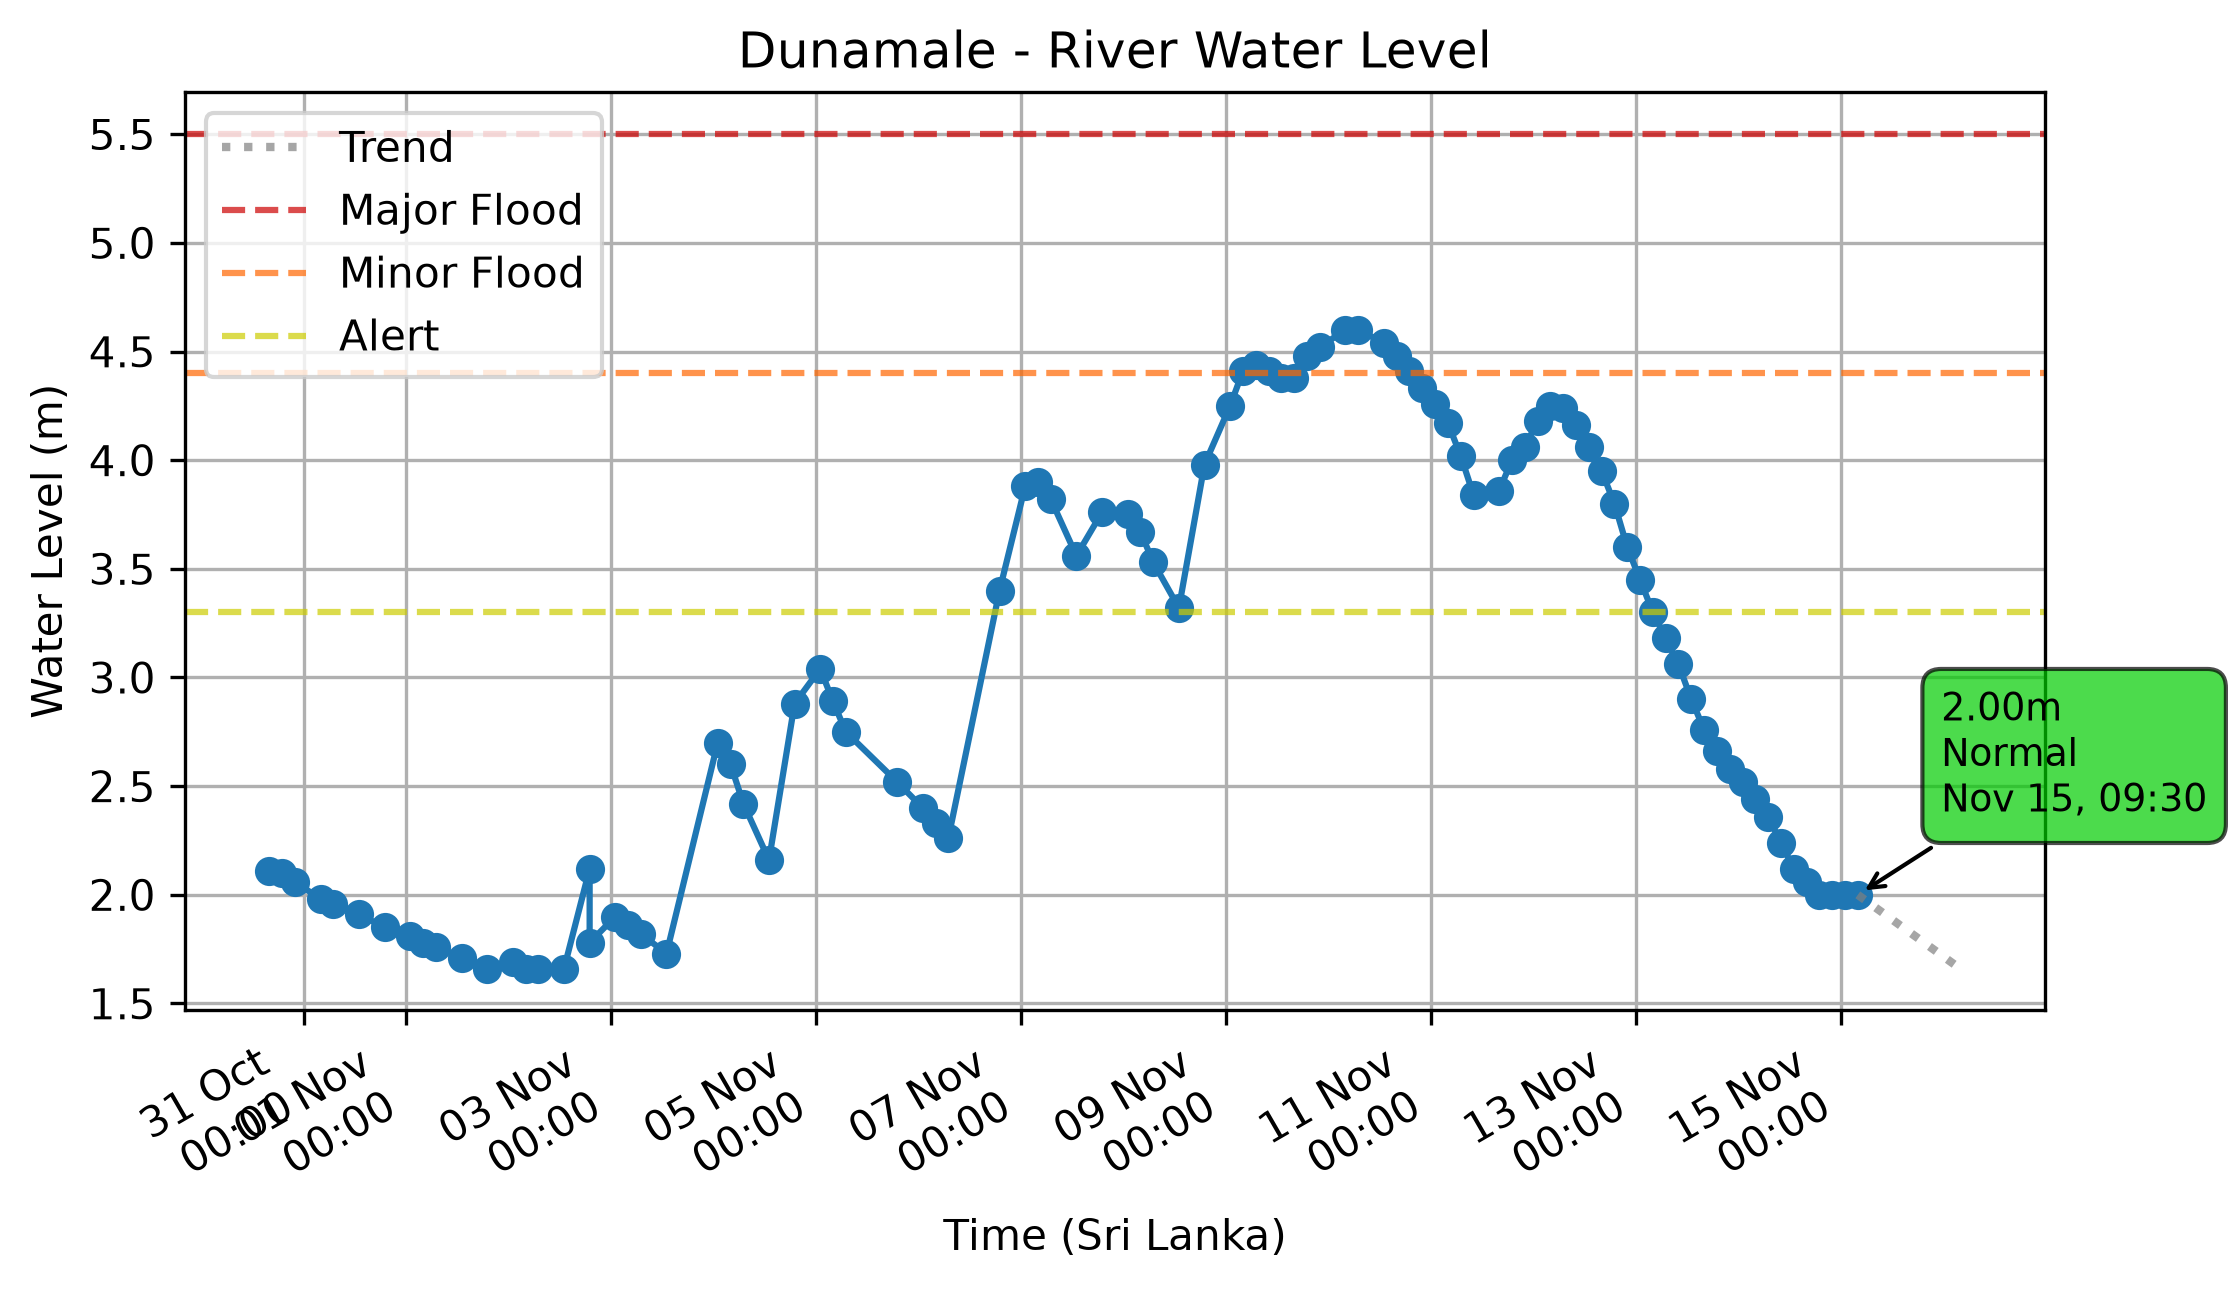 Dunamale - River Water Level
Trend
Major Flood
Minor Flood
Alert
5.5
5.0
4.5
4.0
3.5
3.0
2.5
2.0
1.5
Water Level (m)
2.00m
Normal
Nov 15, 09:30
31 Oct
00:00
01 Nov
00:00
03 Nov
00:00
05 Nov
00:00
07 Nov
00:00
09 Nov
00:00
11 Nov
00:00
13 Nov
00:00
15 Nov
00:00
Time (Sri Lanka)